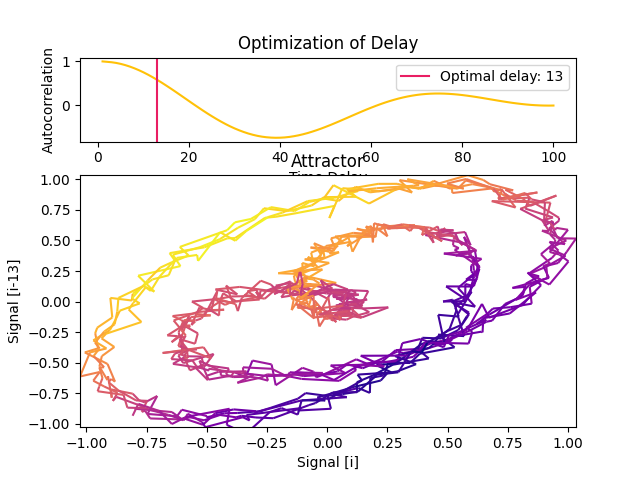 Optimization of Delay
Autocorrelation
1
0
Optimal delay: 13
0 20 40 60 80 100
Attractor
Signal [i-13]
1.00
0.75
0.50
0.25
0.00
−0.25
−0.50
−0.75
−1.00
−1.00 −0.75 −0.50 −0.25 0.00 0.25 0.50 0.75 1.00
Signal [i]